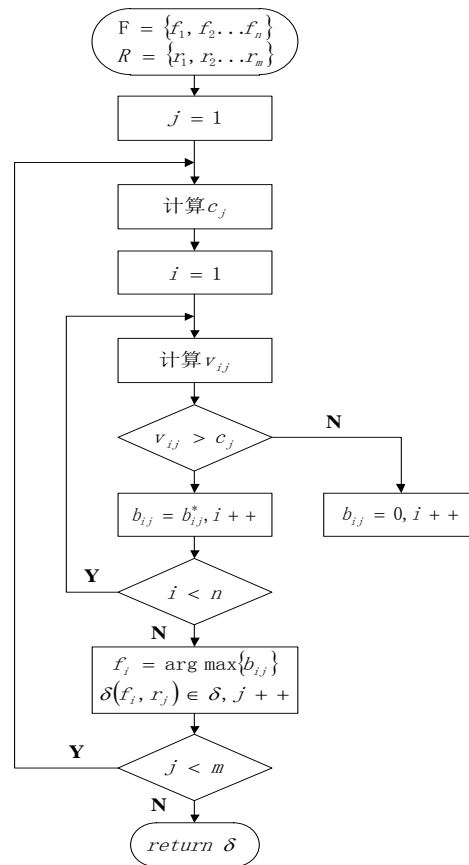 F = {f₁, f₂...fₙ}
R = {r₁, r₂...rₘ}
j = 1
计算cⱼ
i = 1
计算vᵢⱼ
vᵢⱼ > cⱼ
N
bᵢⱼ = b*ᵢⱼ, i + +
bᵢⱼ = 0, i + +
Y
i < n
N
fᵢ = arg max{bᵢⱼ}
δ(fᵢ, rⱼ) ∈ δ, j + +
Y
j < m
N
return δ